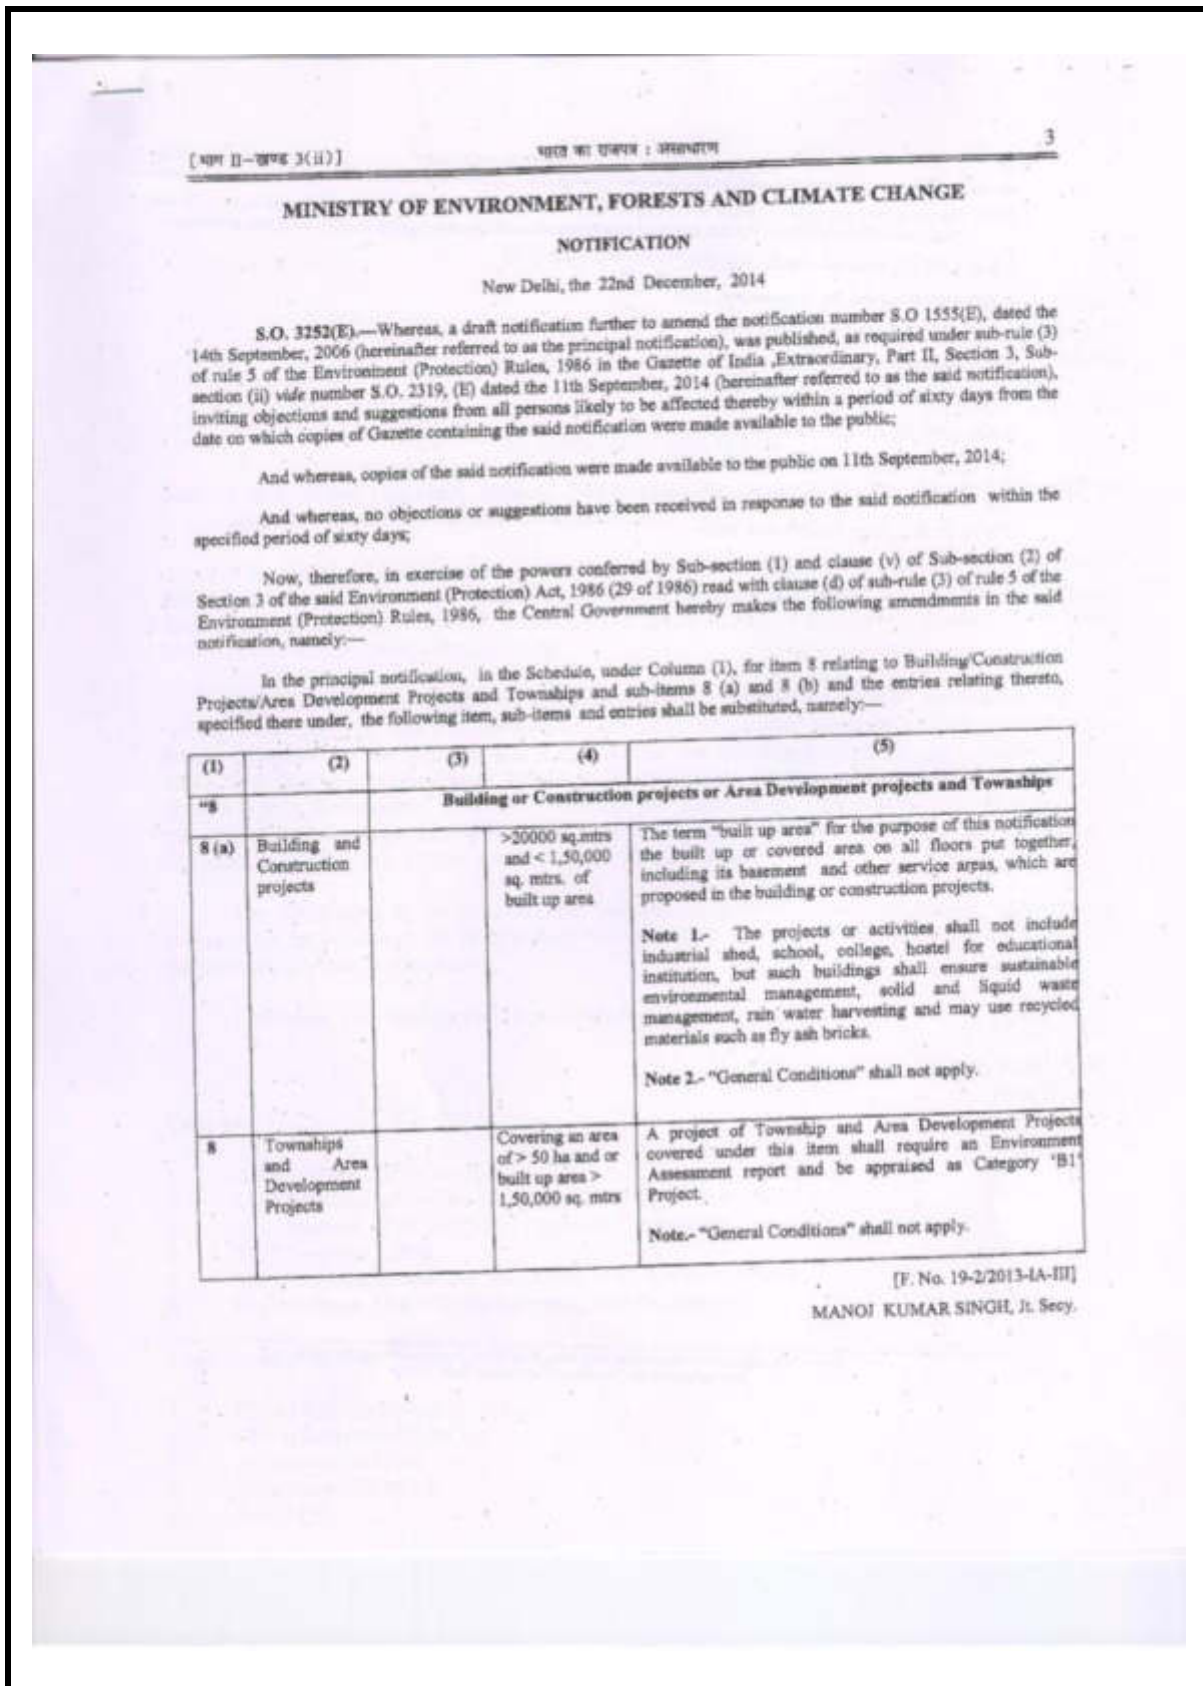 [भाग II–खण्ड 3(ii)]
भारत का राजपत्र : असाधारण
3
MINISTRY OF ENVIRONMENT, FORESTS AND CLIMATE CHANGE
NOTIFICATION
New Delhi, the 22nd December, 2014
S.O. 3252(E).—Whereas, a draft notification further to amend the notification number S.O 1555(E), dated the
14th September, 2006 (hereinafter referred to as the principal notification), was published, as required under sub-rule (3)
of rule 5 of the Environment (Protection) Rules, 1986 in the Gazette of India ,Extraordinary, Part II, Section 3, Sub-
section (ii) vide number S.O. 2319, (E) dated the 11th September, 2014 (hereinafter referred to as the said notification),
inviting objections and suggestions from all persons likely to be affected thereby within a period of sixty days from the
date on which copies of Gazette containing the said notification were made available to the public;
And whereas, copies of the said notification were made available to the public on 11th September, 2014;
And whereas, no objections or suggestions have been received in response to the said notification within the
specified period of sixty days;
Now, therefore, in exercise of the powers conferred by Sub-section (1) and clause (v) of Sub-section (2) of
Section 3 of the said Environment (Protection) Act, 1986 (29 of 1986) read with clause (d) of sub-rule (3) of rule 5 of the
Environment (Protection) Rules, 1986, the Central Government hereby makes the following amendments in the said
notification, namely:—
In the principal notification, in the Schedule, under Column (1), for item 8 relating to Building/Construction
Projects/Area Development Projects and Townships and sub-items 8 (a) and 8 (b) and the entries relating thereto,
specified there under, the following item, sub-items and entries shall be substituted, namely:—
(1) (2) (3) (4) (5)
“8 Building or Construction projects or Area Development projects and Townships
8 (a)
Building and
Construction
projects
>20000 sq.mtrs
and < 1,50,000
sq. mtrs. of
built up area
The term “built up area” for the purpose of this notification
the built up or covered area on all floors put together,
including its basement and other service areas, which are
proposed in the building or construction projects.
Note 1.- The projects or activities shall not include
industrial shed, school, college, hostel for educational
institution, but such buildings shall ensure sustainable
environmental management, solid and liquid waste
management, rain water harvesting and may use recycled
materials such as fly ash bricks.
Note 2.- “General Conditions” shall not apply.
8
Townships
and Area
Development
Projects
Covering an area
of > 50 ha and or
built up area >
1,50,000 sq. mtrs
A project of Township and Area Development Projects
covered under this item shall require an Environment
Assessment report and be appraised as Category ‘B1’
Project.
Note.- “General Conditions” shall not apply.
[F. No. 19-2/2013-IA-III]
MANOJ KUMAR SINGH, Jt. Secy.